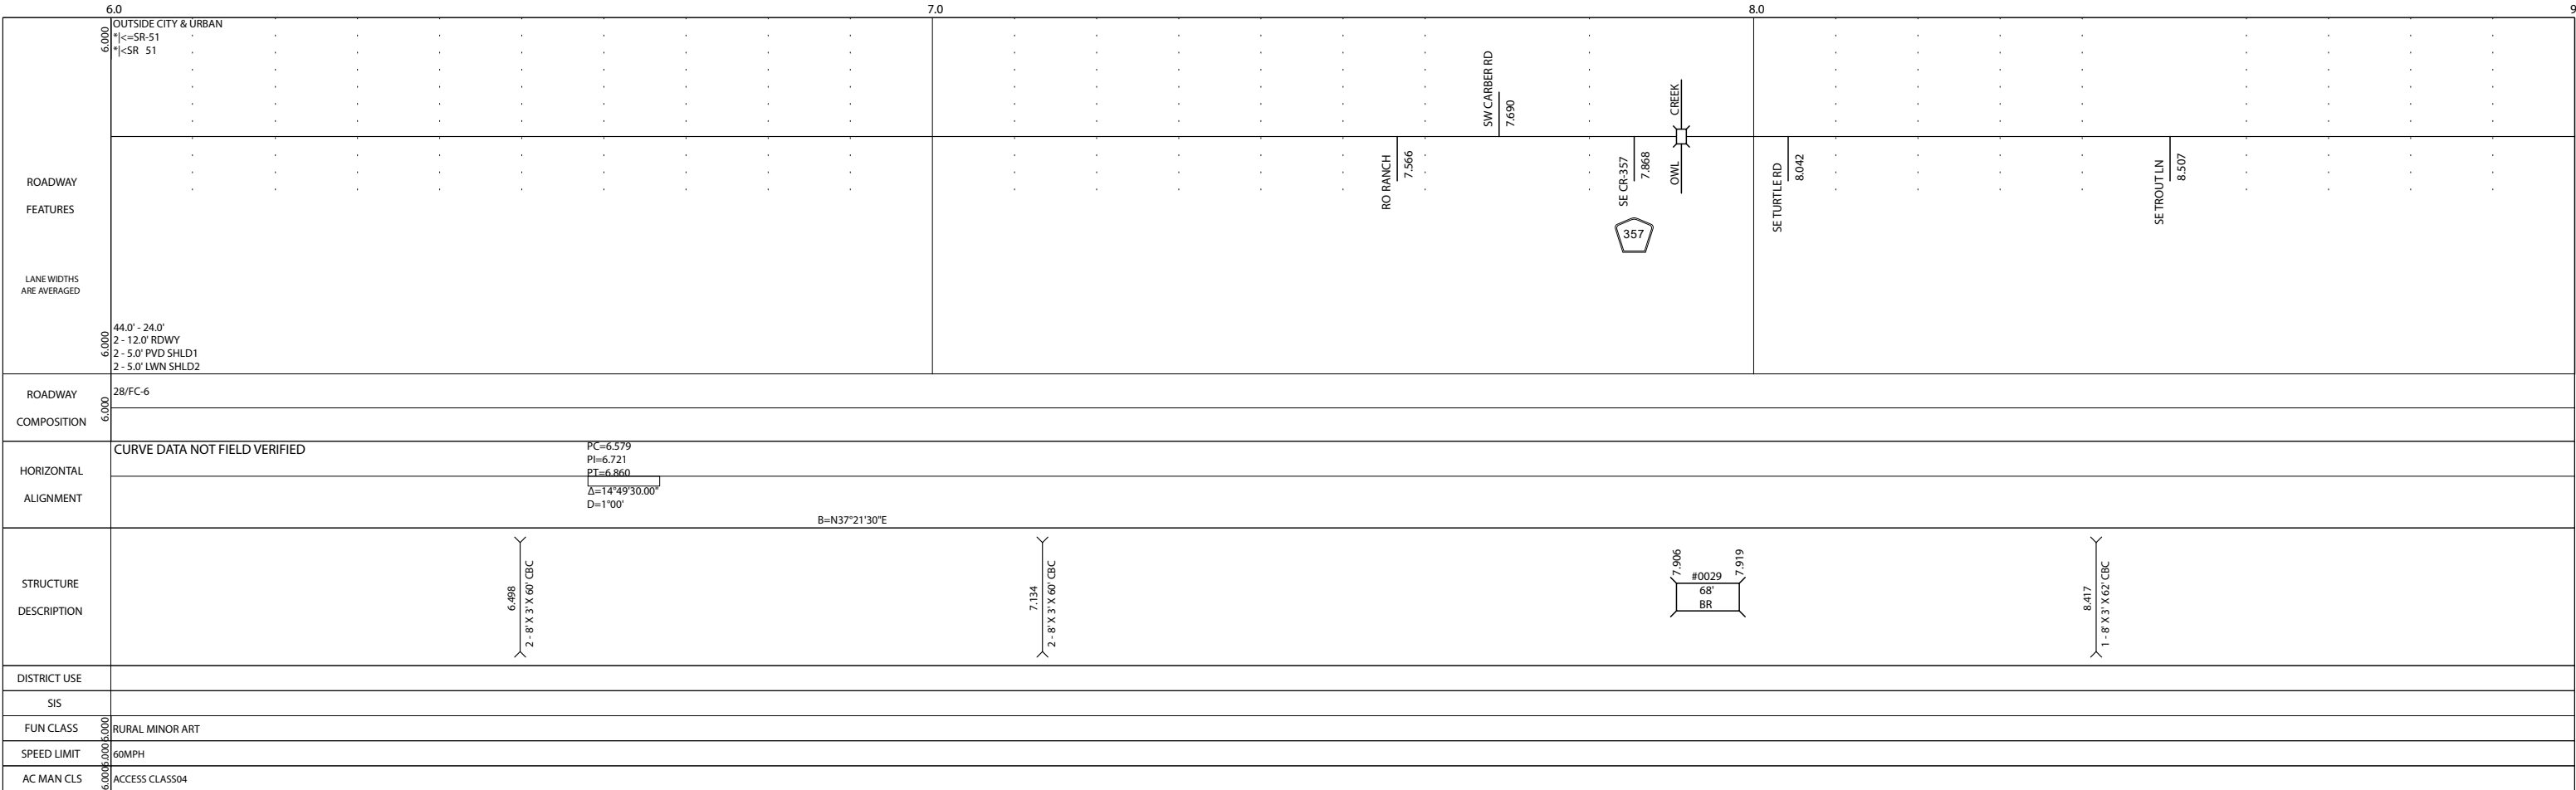 6.0
7.0
8.0
9
6.000
OUTSIDE CITY & URBAN
*|<=SR-51
*|<SR 51
SW CARBER RD
7.690
CREEK
OWL
RO RANCH
7.566
SE CR-357
7.868
357
SE TURTLE RD
8.042
SE TROUT LN
8.507
ROADWAY
FEATURES
LANE WIDTHS
ARE AVERAGED
6.000
44.0' - 24.0'
2 - 12.0' RDWY
2 - 5.0' PVD SHLD1
2 - 5.0' LWN SHLD2
ROADWAY
COMPOSITION
6.000
28/FC-6
HORIZONTAL
ALIGNMENT
CURVE DATA NOT FIELD VERIFIED
PC=6.579
PI=6.721
PT=6.860
Δ=14°49'30.00"
D=1°00'
B=N37°21'30"E
STRUCTURE
DESCRIPTION
6.498
2 - 8' X 3' X 60' CBC
7.134
2 - 8' X 3' X 60' CBC
7.906
7.919
#0029
68'
BR
8.417
1 - 8' X 3' X 62' CBC
DISTRICT USE
SIS
FUN CLASS
6.000
RURAL MINOR ART
SPEED LIMIT
6.000
60MPH
AC MAN CLS
6.000
ACCESS CLASS04